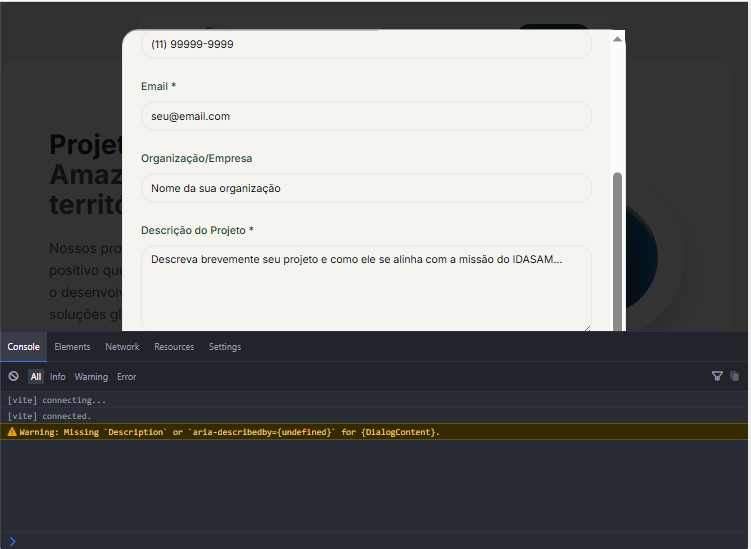 (11) 99999-9999
Email *
seu@email.com
Organização/Empresa
Nome da sua organização
Descrição do Projeto *
Descreva brevemente seu projeto e como ele se alinha com a missão do IDASAM...
Projet
Amaz
territo
Nossos pro
positivo que
o desenvolv
soluções gl
Console Elements Network Resources Settings
All Info Warning Error
[vite] connecting...
[vite] connected.
Warning: Missing `Description` or `aria-describedby={undefined}` for {DialogContent}.